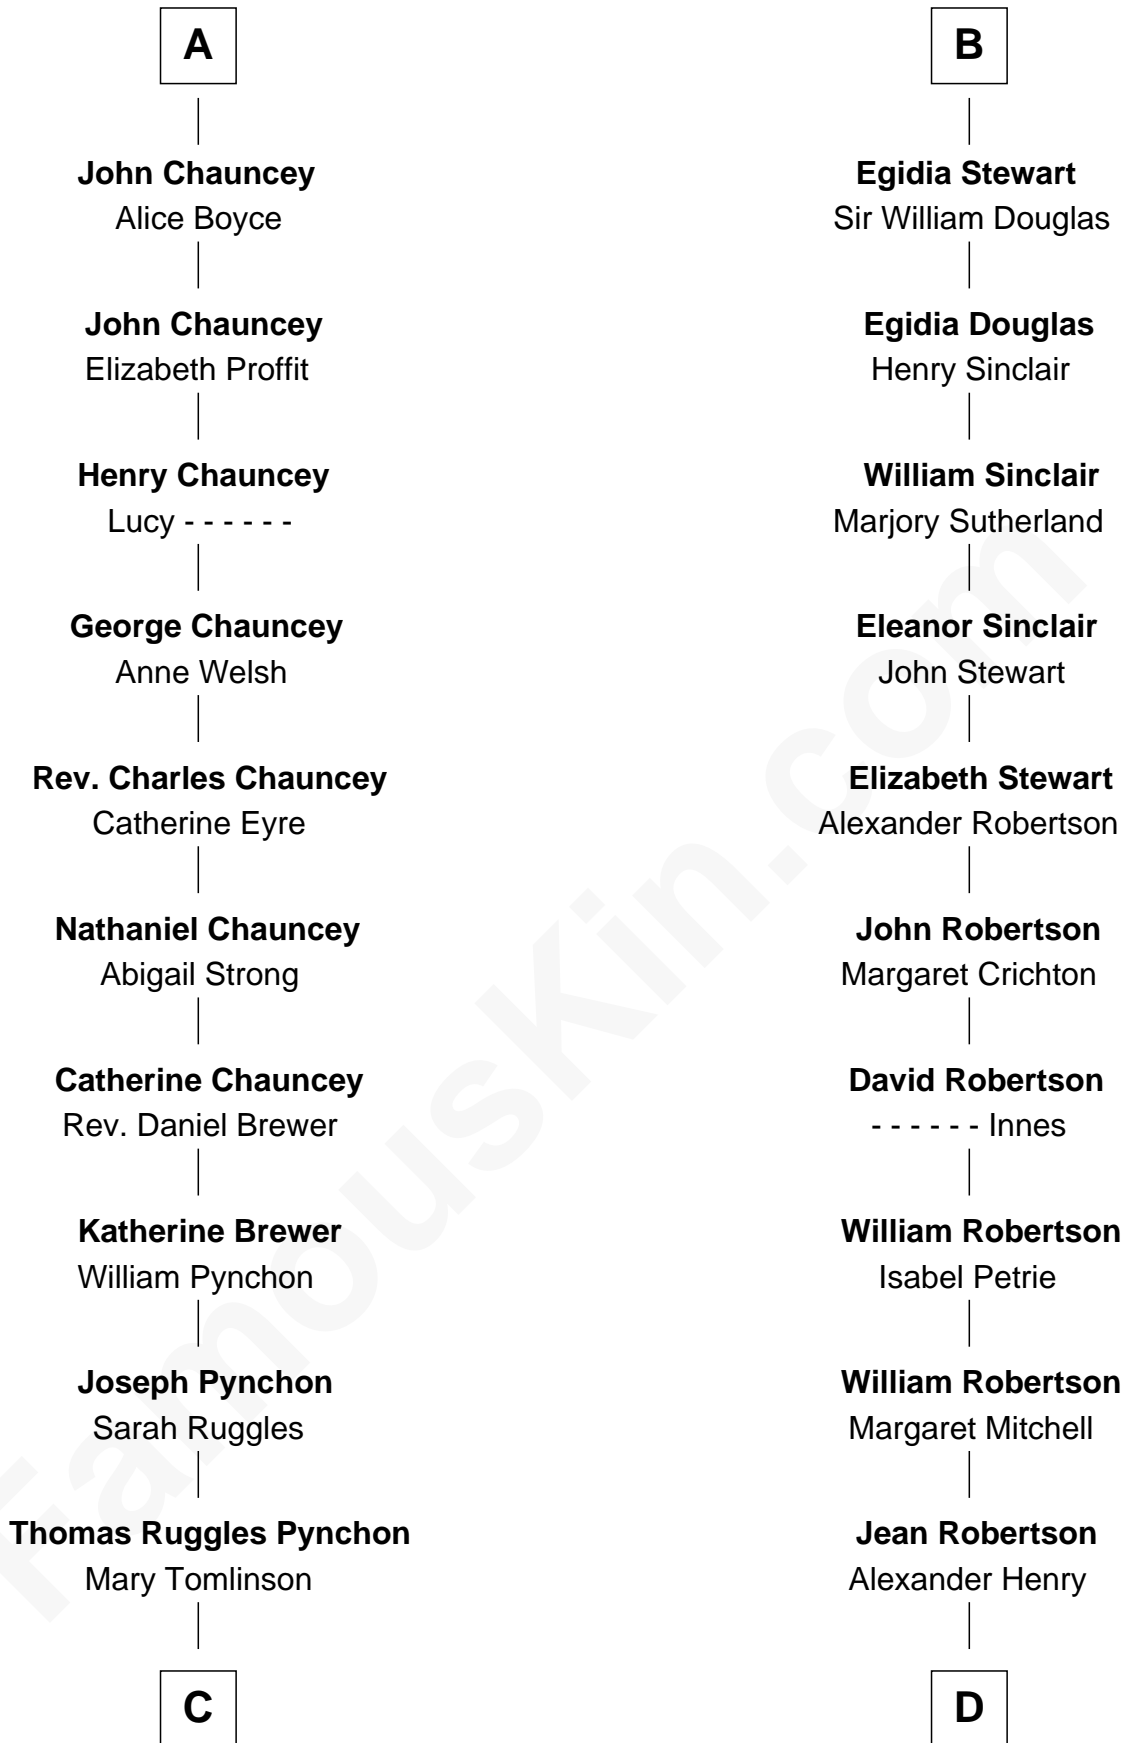 A
John Chauncey
Alice Boyce
John Chauncey
Elizabeth Proffit
Henry Chauncey
Lucy - - - - - -
George Chauncey
Anne Welsh
Rev. Charles Chauncey
Catherine Eyre
Nathaniel Chauncey
Abigail Strong
Catherine Chauncey
Rev. Daniel Brewer
Katherine Brewer
William Pynchon
Joseph Pynchon
Sarah Ruggles
Thomas Ruggles Pynchon
Mary Tomlinson
C
B
Egidia Stewart
Sir William Douglas
Egidia Douglas
Henry Sinclair
William Sinclair
Marjory Sutherland
Eleanor Sinclair
John Stewart
Elizabeth Stewart
Alexander Robertson
John Robertson
Margaret Crichton
David Robertson
- - - - - - Innes
William Robertson
Isabel Petrie
William Robertson
Margaret Mitchell
Jean Robertson
Alexander Henry
D
FamousKin.com